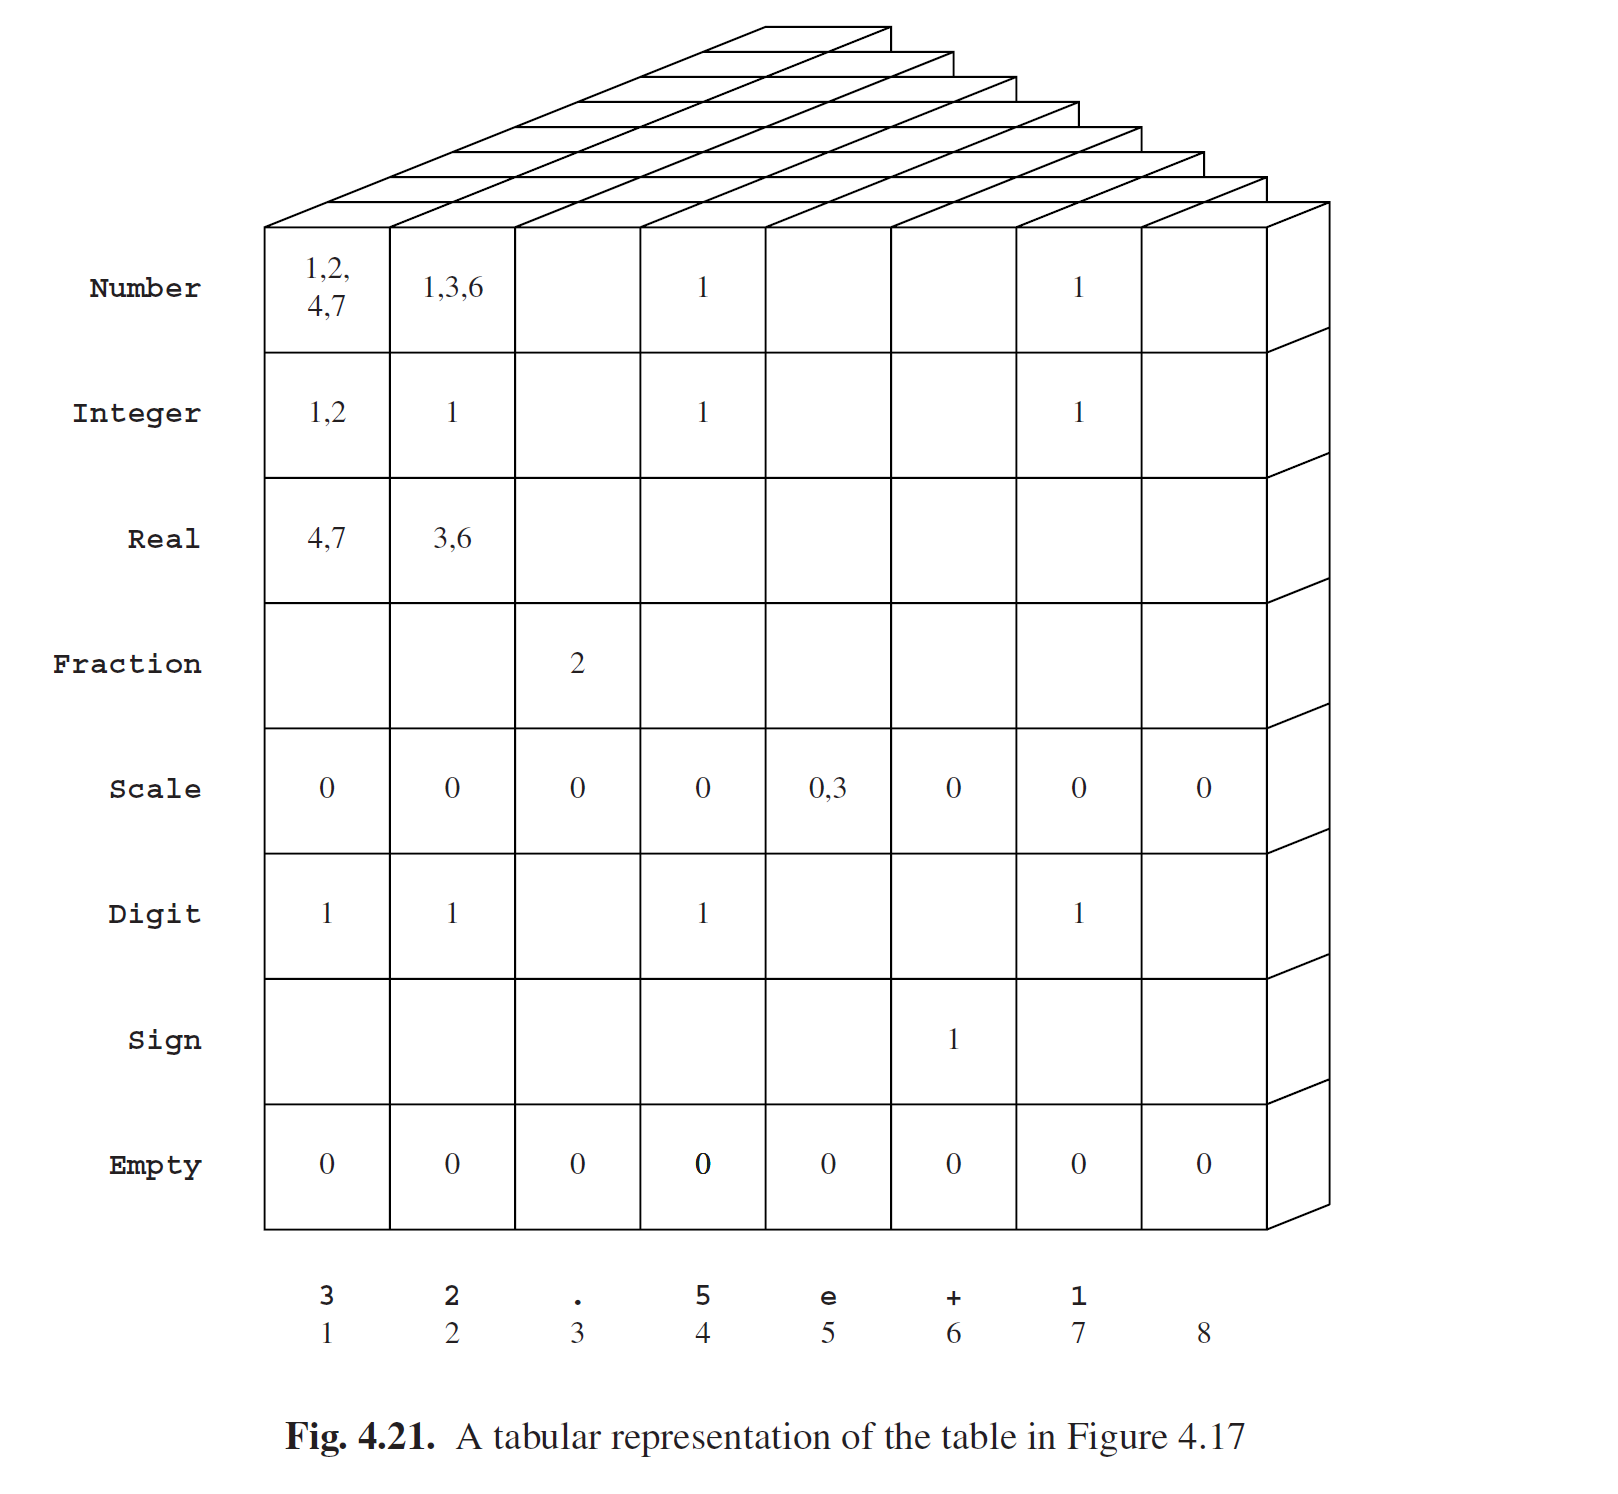 1,2,
Number 4,7 1,3,6 1 1
Integer 1,2 1 1 1
Real 4,7 3,6
Fraction 2
Scale 0 0 0 0 0,3 0 0 0
Digit 1 1 1 1
Sign 1
Empty 0 0 0 0 0 0 0 0
3 2 . 5 e + 1
1 2 3 4 5 6 7 8
Fig. 4.21. A tabular representation of the table in Figure 4.17